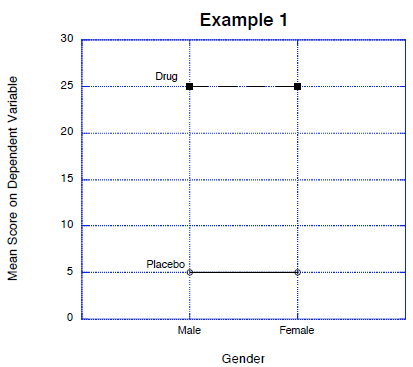 Example 1
Mean Score on Dependent Variable
30
25
20
15
10
5
0
Drug
Placebo
Male
Female
Gender